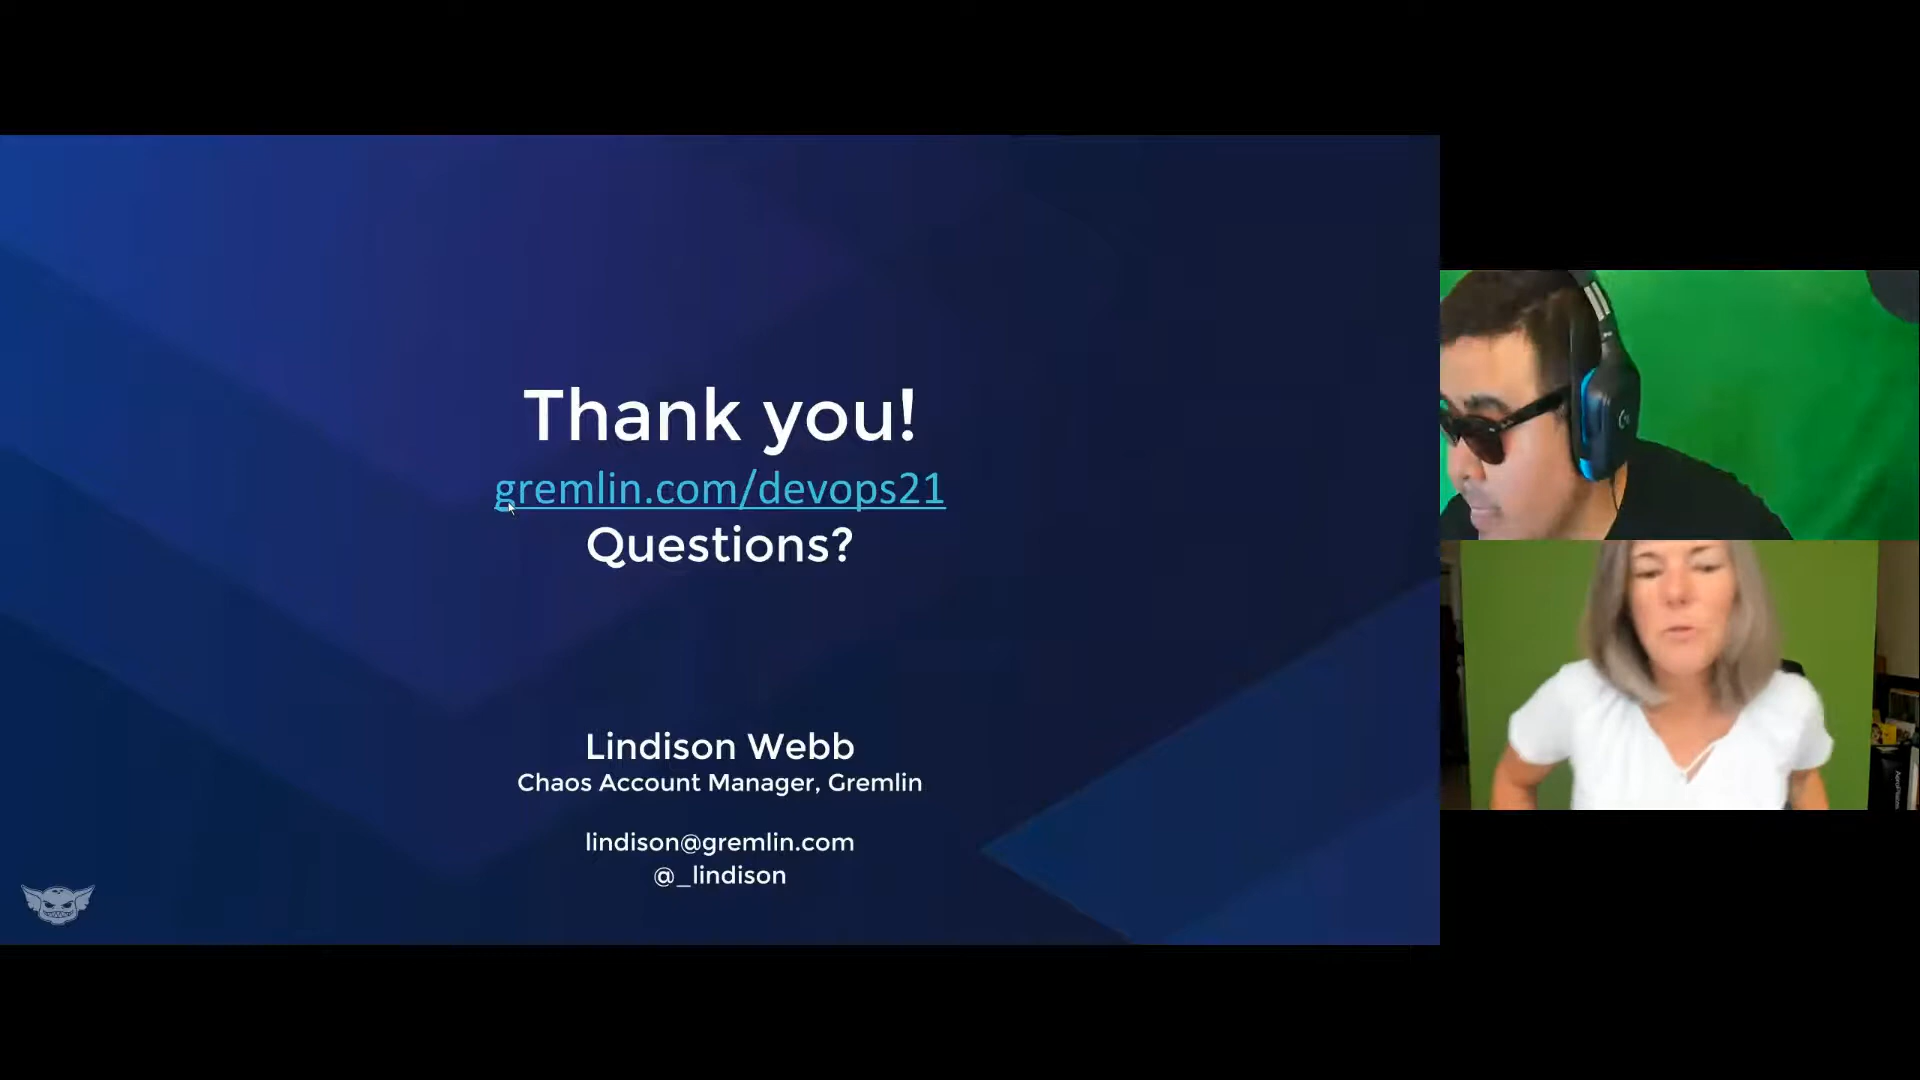 Thank you!
gremlin.com/devops21
Questions?
Lindison Webb
Chaos Account Manager, Gremlin
lindison@gremlin.com
@_lindison